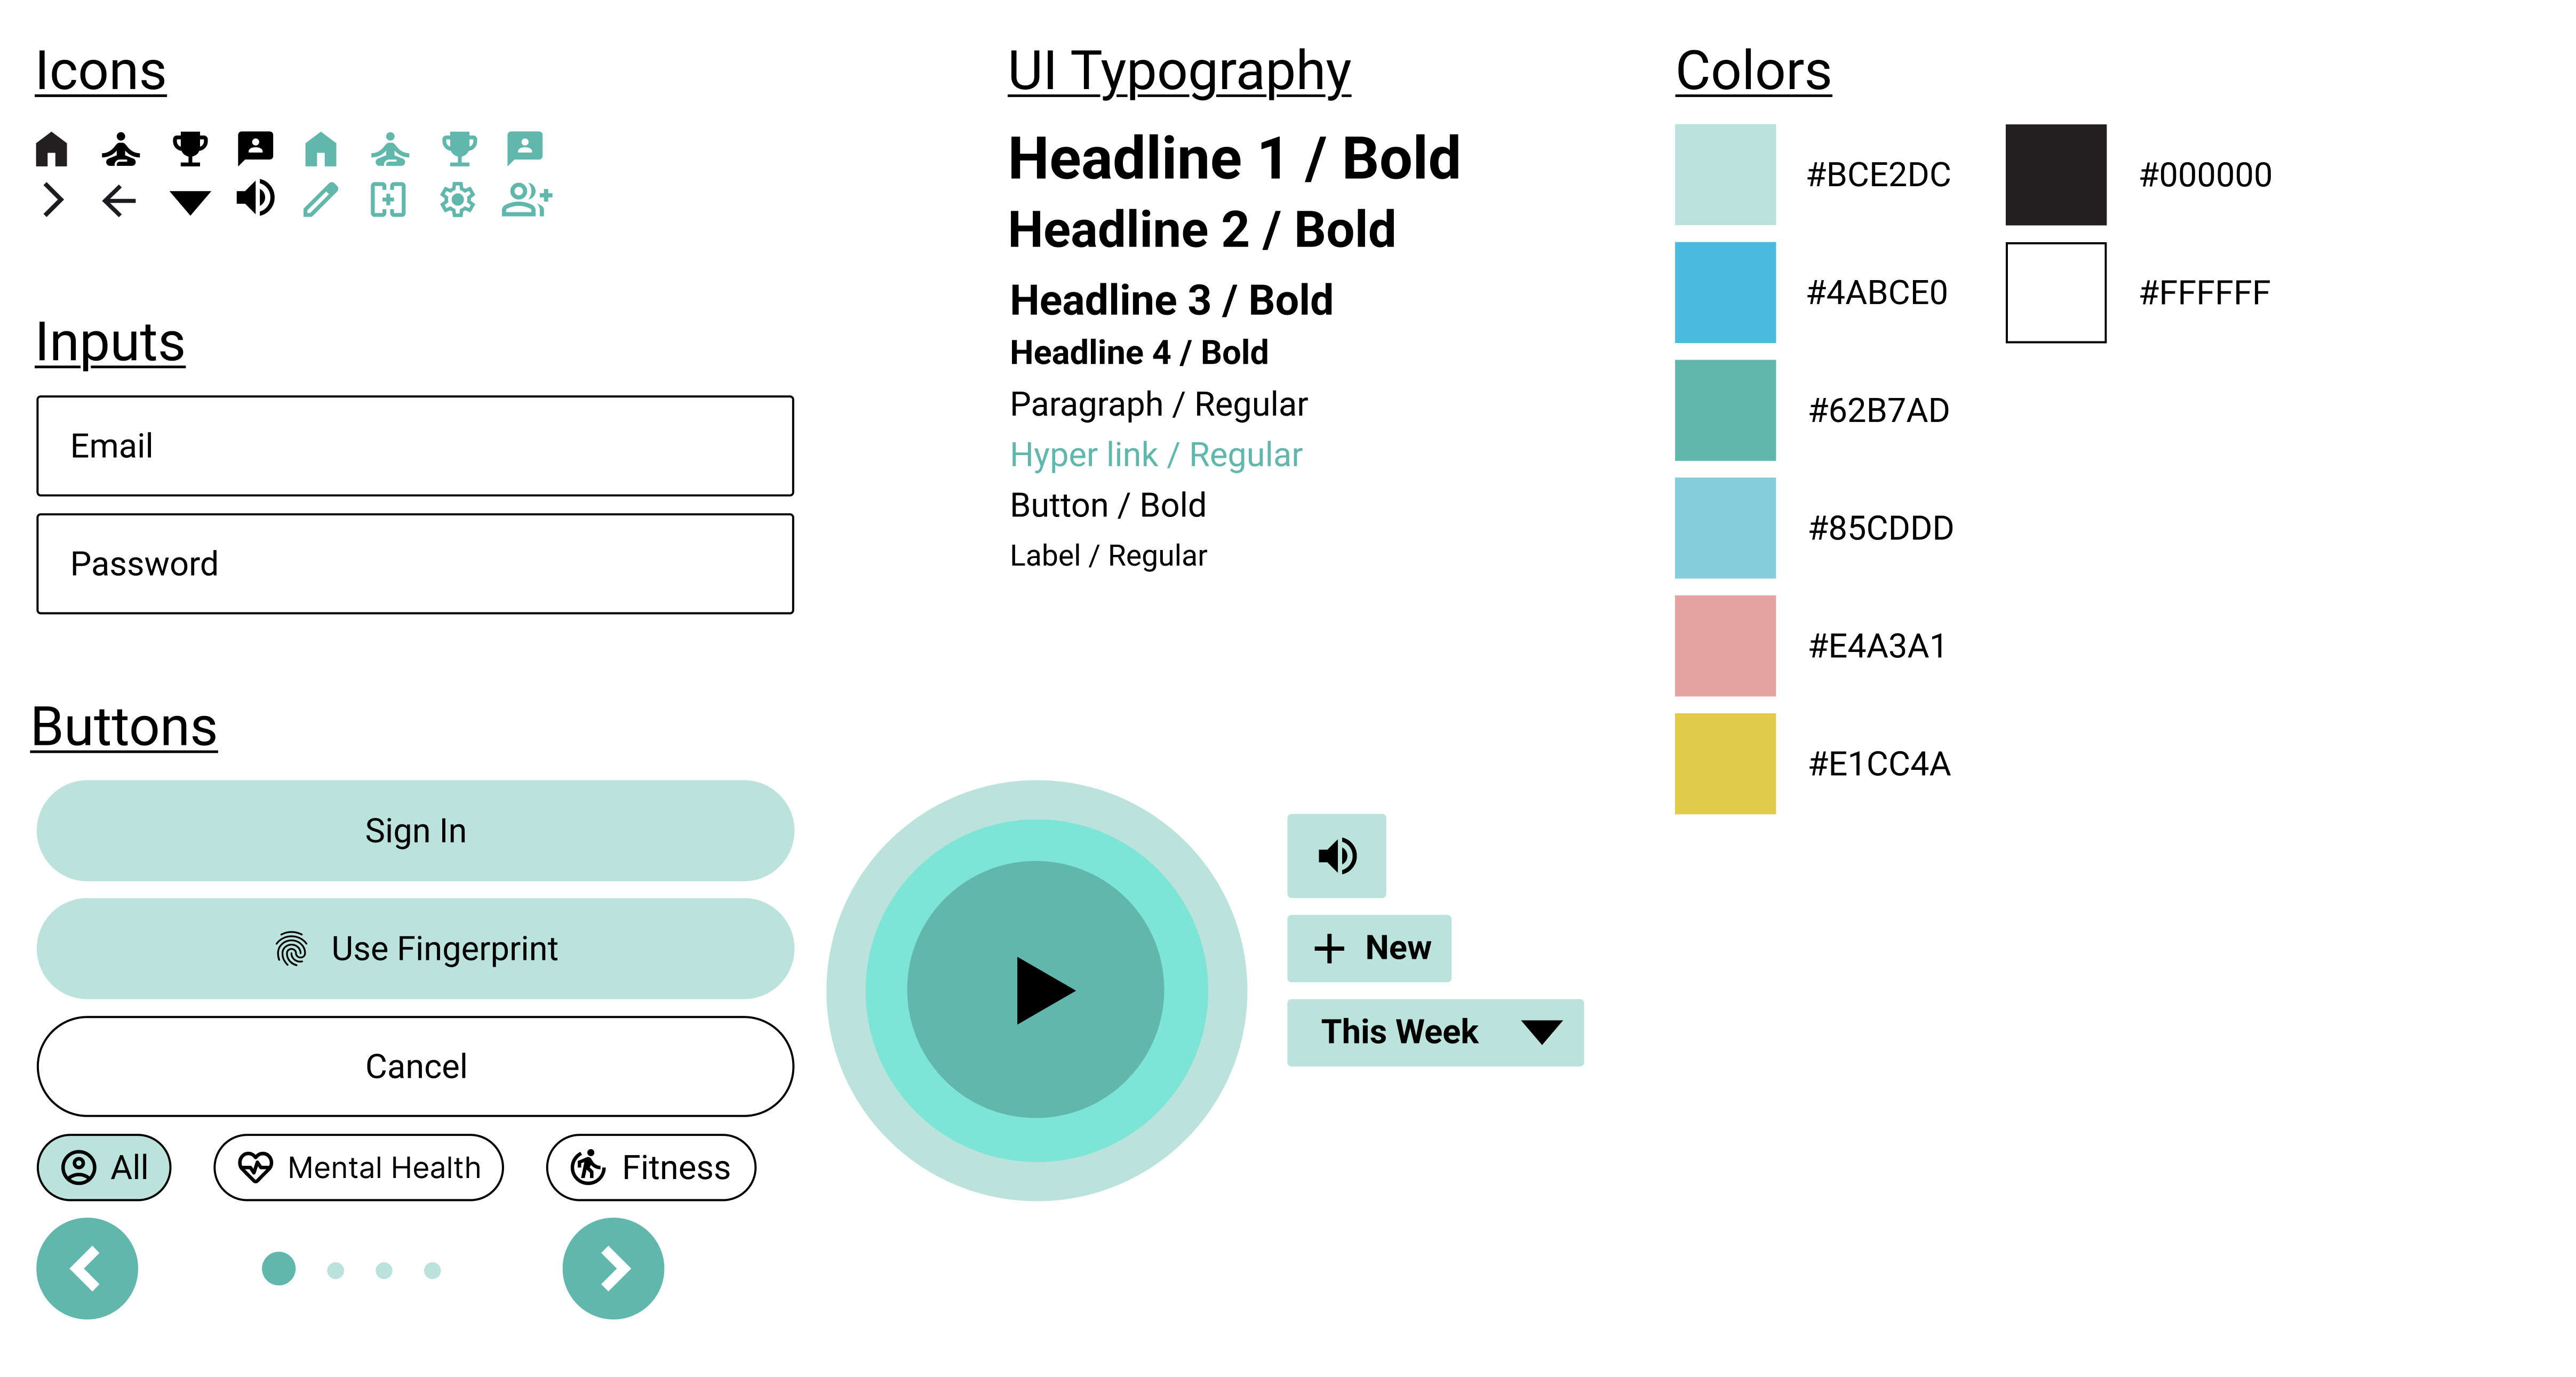 Icons
Inputs
Email
Password
Buttons
Sign In
Use Fingerprint
Cancel
All
Mental Health
Fitness
UI Typography
Headline 1 / Bold
Headline 2 / Bold
Headline 3 / Bold
Headline 4 / Bold
Paragraph / Regular
Hyper link / Regular
Button / Bold
Label / Regular
New
This Week
Colors
#BCE2DC
#4ABCE0
#62B7AD
#85CDDD
#E4A3A1
#E1CC4A
#000000
#FFFFFF